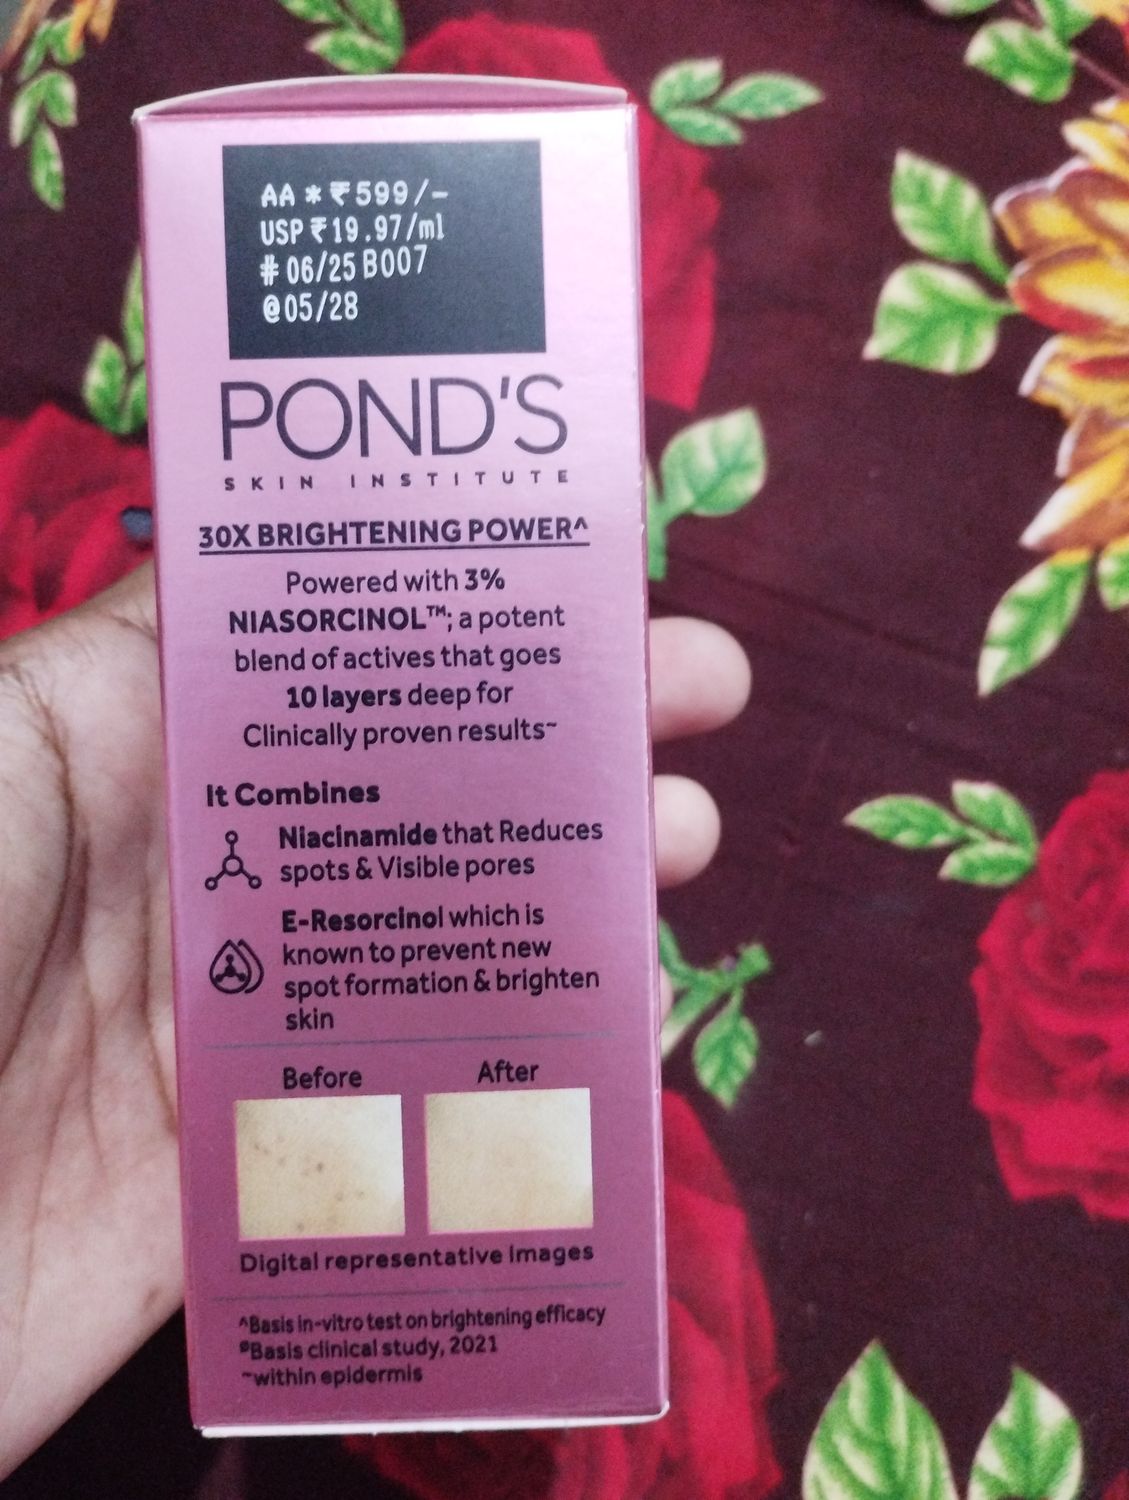 AA * ₹599/-
USP ₹19.97/ml
# 06/25 B007
@05/28
POND'S
SKIN INSTITUTE
30X BRIGHTENING POWER^
Powered with 3%
NIASORCINOL™; a potent
blend of actives that goes
10 layers deep for
Clinically proven results~
It Combines
Niacinamide that Reduces
spots & Visible pores
E-Resorcinol which is
known to prevent new
spot formation & brighten
skin
Before After
Digital representative images
^Basis in-vitro test on brightening efficacy
Basis clinical study, 2021
~within epidermis